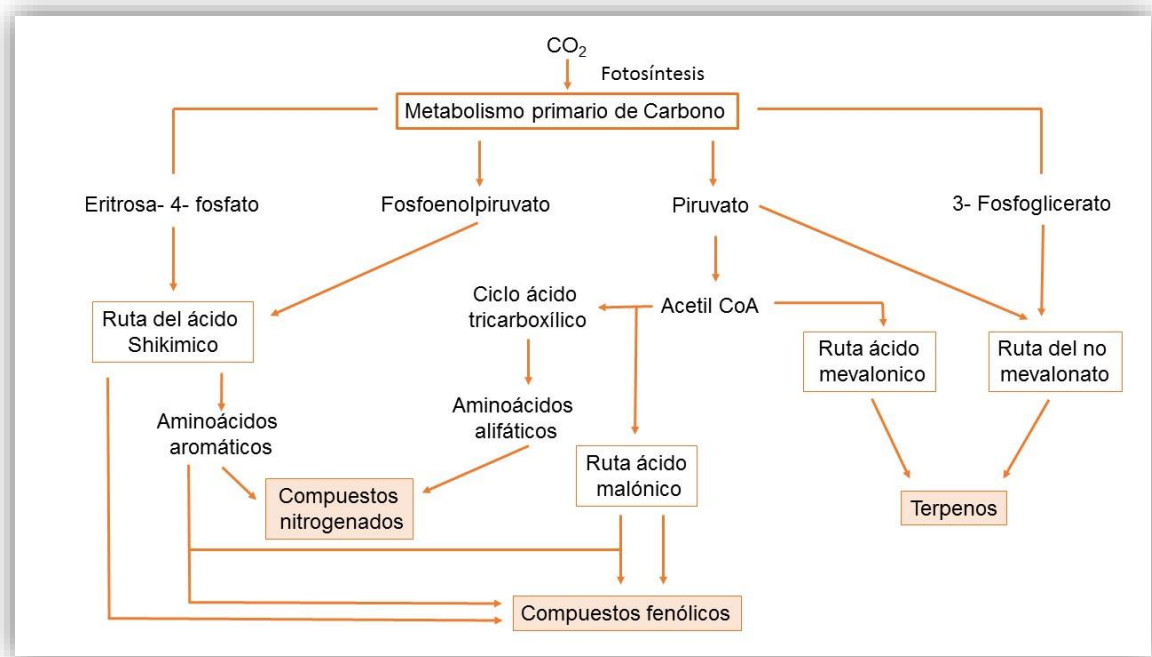 CO₂
Fotosíntesis
Metabolismo primario de Carbono
Eritrosa- 4- fosfato
Fosfoenolpiruvato
Piruvato
3- Fosfoglicerato
Ruta del ácido
Shikimico
Ciclo ácido
tricarboxílico
Acetil CoA
Ruta ácido
mevalonico
Ruta del no
mevalonato
Aminoácidos
aromáticos
Aminoácidos
alifáticos
Ruta ácido
malónico
Compuestos
nitrogenados
Terpenos
Compuestos fenólicos